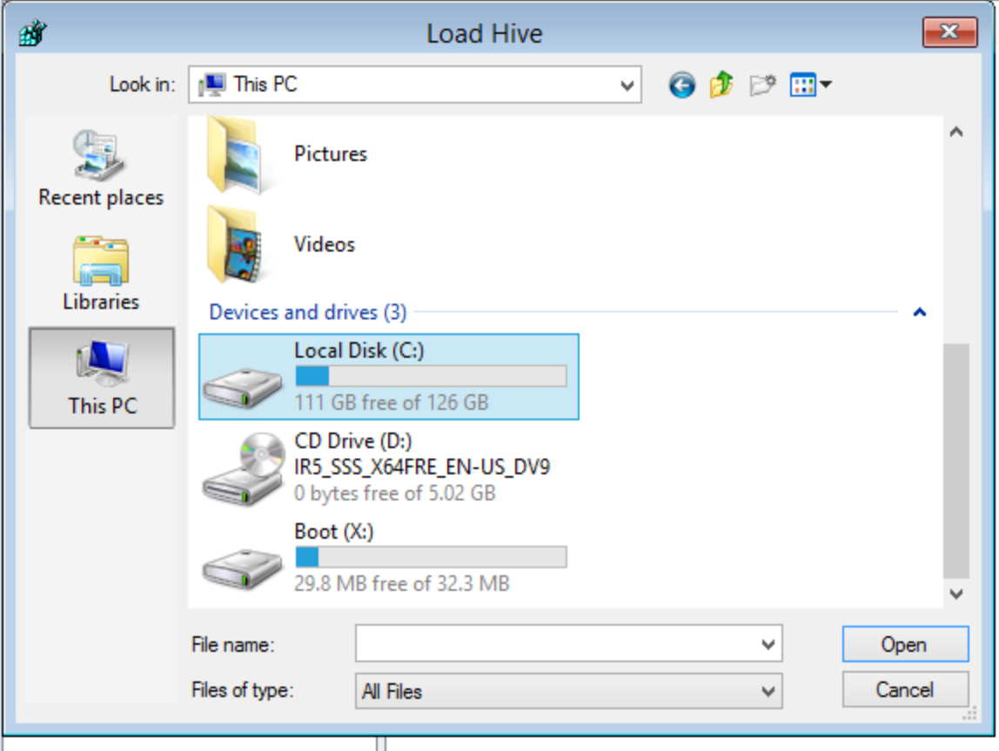 Load Hive
Look in:
This PC
Recent places
Libraries
This PC
Pictures
Videos
Devices and drives (3)
Local Disk (C:)
111 GB free of 126 GB
CD Drive (D:)
IR5_SSS_X64FRE_EN-US_DV9
0 bytes free of 5.02 GB
Boot (X:)
29.8 MB free of 32.3 MB
File name:
Open
Files of type:
All Files
Cancel